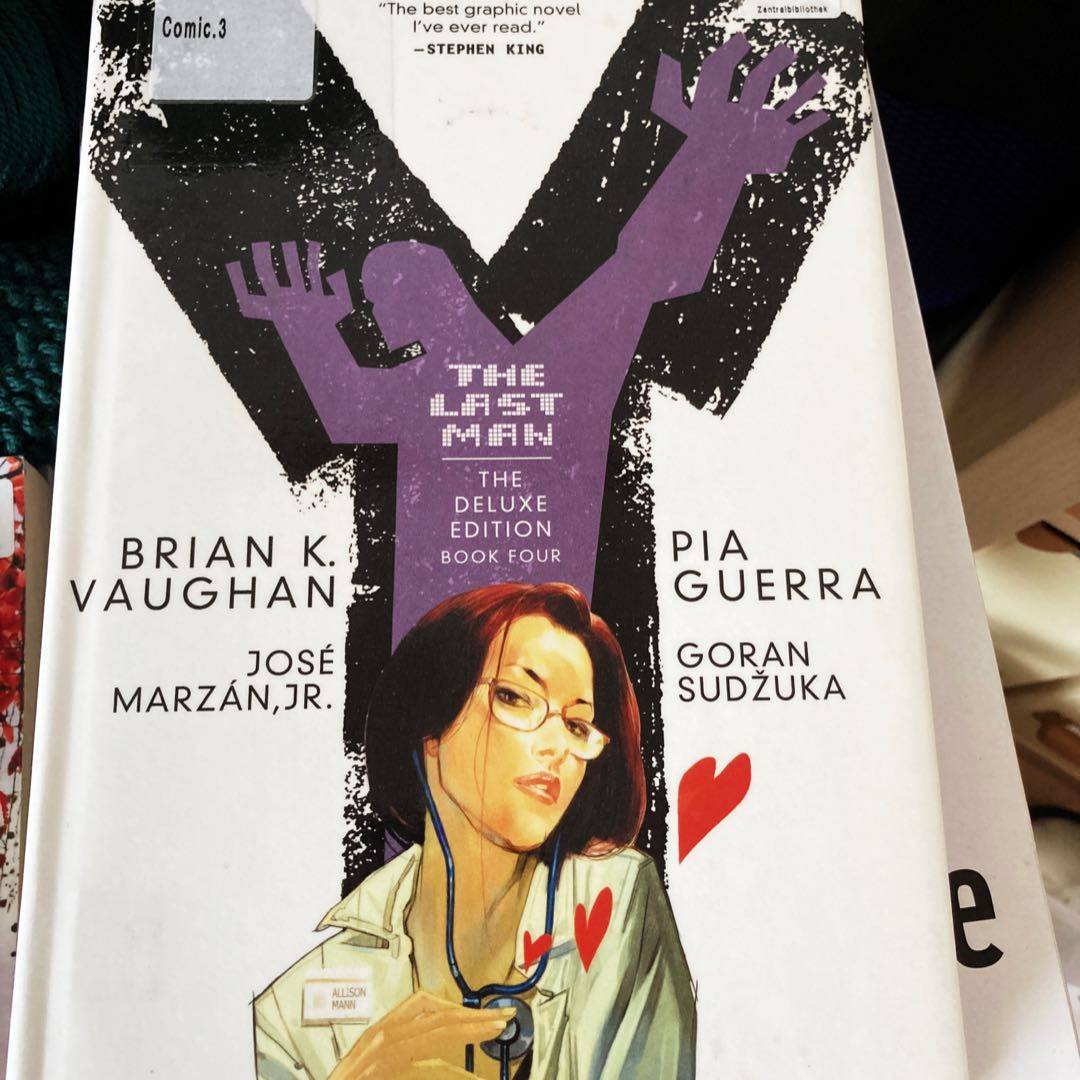 Comic.3
Zentralbibliothek
"The best graphic novel
I've ever read."
—STEPHEN KING
Y
THE
LAST
MAN
THE
DELUXE
EDITION
BOOK FOUR
BRIAN K.
VAUGHAN
PIA
GUERRA
JOSÉ
MARZÁN, JR.
GORAN
SUDŽUKA
ALLISON
MANN
e